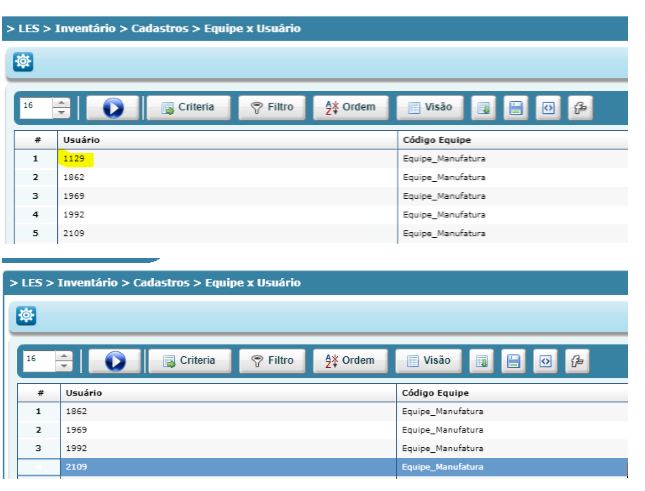 > LES > Inventário > Cadastros > Equipe x Usuário
16 Criteria Filtro Ordem Visão
# Usuário Código Equipe
1 1129 Equipe_Manufatura
2 1862 Equipe_Manufatura
3 1969 Equipe_Manufatura
4 1992 Equipe_Manufatura
5 2109 Equipe_Manufatura
> LES > Inventário > Cadastros > Equipe x Usuário
16 Criteria Filtro Ordem Visão
# Usuário Código Equipe
1 1862 Equipe_Manufatura
2 1969 Equipe_Manufatura
3 1992 Equipe_Manufatura
2109 Equipe_Manufatura